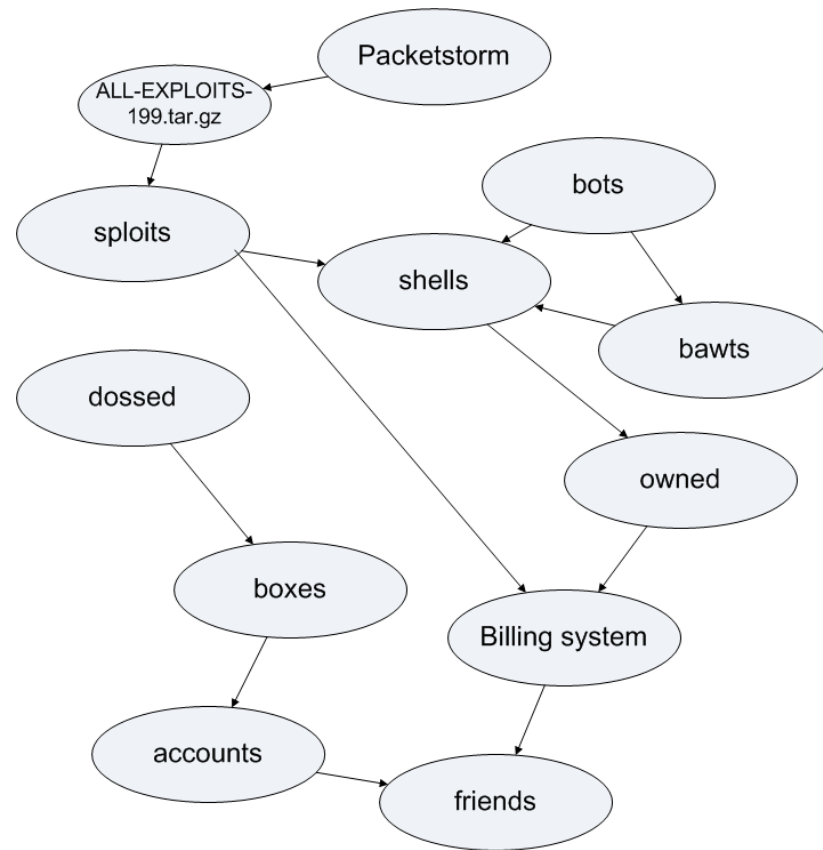 Packetstorm
ALL-EXPLOITS-
199.tar.gz
bots
sploits
shells
bawts
dossed
owned
boxes
Billing system
accounts
friends